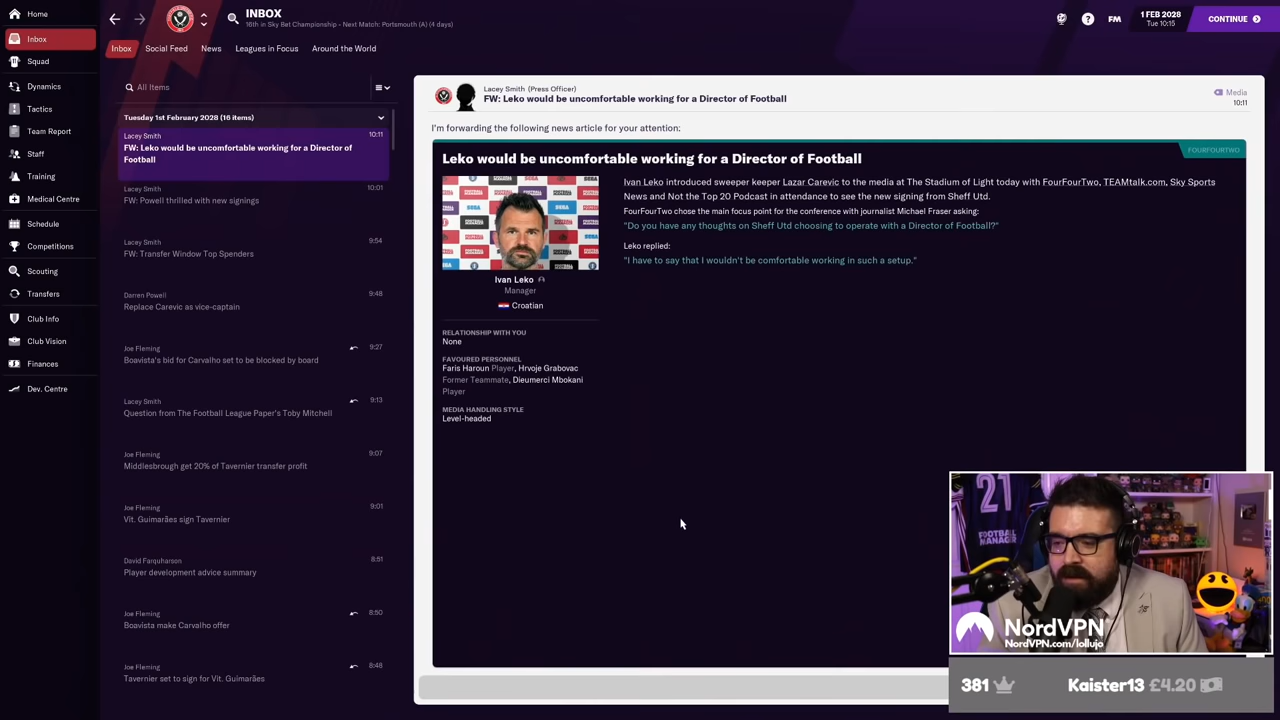 Home
Inbox
Squad
Dynamics
Tactics
Team Report
Staff
Training
Medical Centre
Schedule
Competitions
Scouting
Transfers
Club Info
Club Vision
Finances
Dev. Centre
INBOX
16th in Sky Bet Championship - Next Match: Portsmouth (A) (4 days)
FM
1 FEB 2028
Tue 10:15
CONTINUE
Inbox Social Feed News Leagues in Focus Around the World
All Items
Tuesday 1st February 2028 (16 items)
Lacey Smith 10:11
FW: Leko would be uncomfortable working for a Director of
Football
Lacey Smith 10:01
FW: Powell thrilled with new signings
Lacey Smith 9:54
FW: Transfer Window Top Spenders
Darren Powell 9:48
Replace Carevic as vice-captain
Joe Fleming 9:27
Boavista's bid for Carvalho set to be blocked by board
Lacey Smith 9:13
Question from The Football League Paper's Toby Mitchell
Joe Fleming 9:07
Middlesbrough get 20% of Tavernier transfer profit
Joe Fleming 9:01
Vit. Guimarães sign Tavernier
David Farquharson 8:51
Player development advice summary
Joe Fleming 8:50
Boavista make Carvalho offer
Joe Fleming 8:48
Tavernier set to sign for Vit. Guimarães
Lacey Smith (Press Officer)
FW: Leko would be uncomfortable working for a Director of Football
Media
10:11
I'm forwarding the following news article for your attention:
Leko would be uncomfortable working for a Director of Football
FOURFOURTWO
Ivan Leko
Manager
Croatian
RELATIONSHIP WITH YOU
None
FAVOURED PERSONNEL
Faris Haroun Player, Hrvoje Grabovac
Former Teammate, Dieumerci Mbokani
Player
MEDIA HANDLING STYLE
Level-headed
Ivan Leko introduced sweeper keeper Lazar Carevic to the media at The Stadium of Light today with FourFourTwo, TEAMtalk.com, Sky Sports
News and Not the Top 20 Podcast in attendance to see the new signing from Sheff Utd.
FourFourTwo chose the main focus point for the conference with journalist Michael Fraser asking:
"Do you have any thoughts on Sheff Utd choosing to operate with a Director of Football?"
Leko replied:
"I have to say that I wouldn't be comfortable working in such a setup."
21
FOOTBALL
MANAGER
NordVPN
NordVPN.com/lollujo
381 Kaister13 £4.20